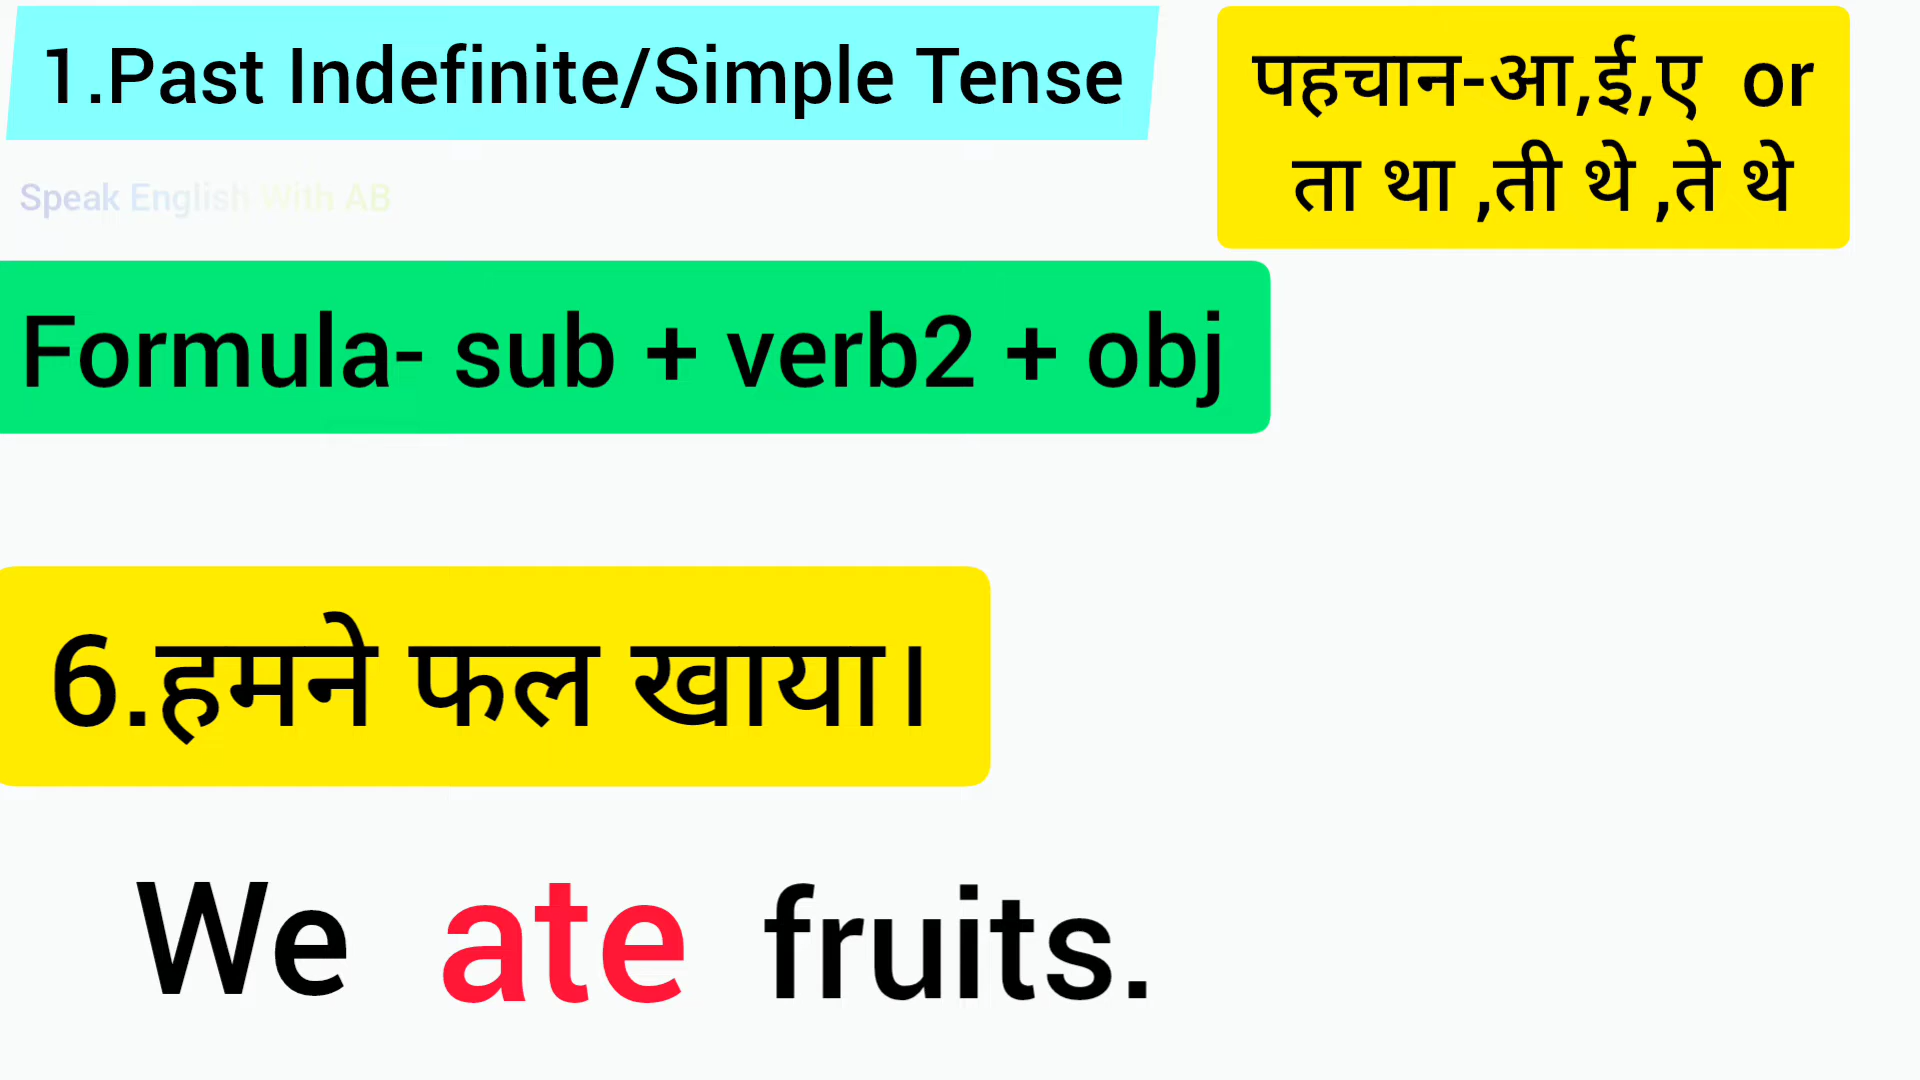 1.Past Indefinite/Simple Tense
पहचान-आ,ई,ए or
ता था ,ती थे ,ते थे
Speak English With AB
Formula- sub + verb2 + obj
6.हमने फल खाया।
We ate fruits.